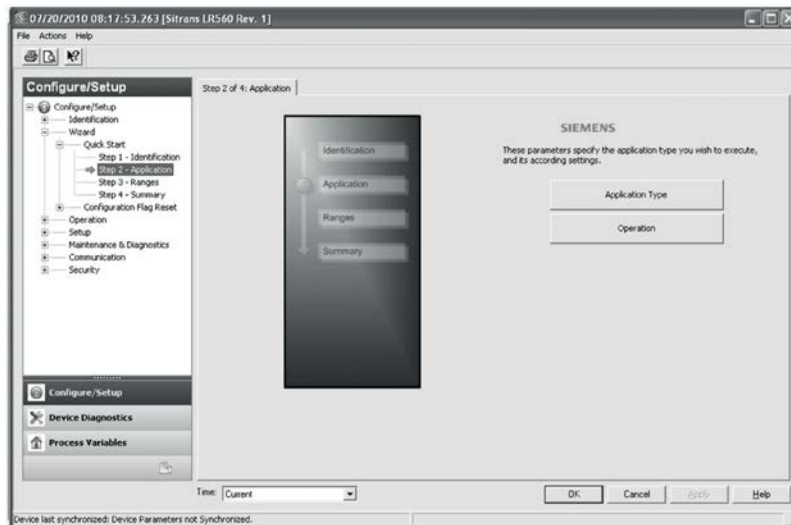 07/20/2010 08:17:53.263 [Sitrans LR560 Rev. 1]
File Actions Help
Configure/Setup
Configure/Setup
Identification
Wizard
Quick Start
Step 1 - Identification
Step 2 - Application
Step 3 - Ranges
Step 4 - Summary
Configuration Flag Reset
Operation
Setup
Maintenance & Diagnostics
Communication
Security
Configure/Setup
Device Diagnostics
Process Variables
Step 2 of 4: Application
Identification
Application
Ranges
Summary
SIEMENS
These parameters specify the application type you wish to execute,
and its according settings.
Application Type
Operation
Time: Current
OK Cancel Apply Help
Device last synchronized: Device Parameters not Synchronized.